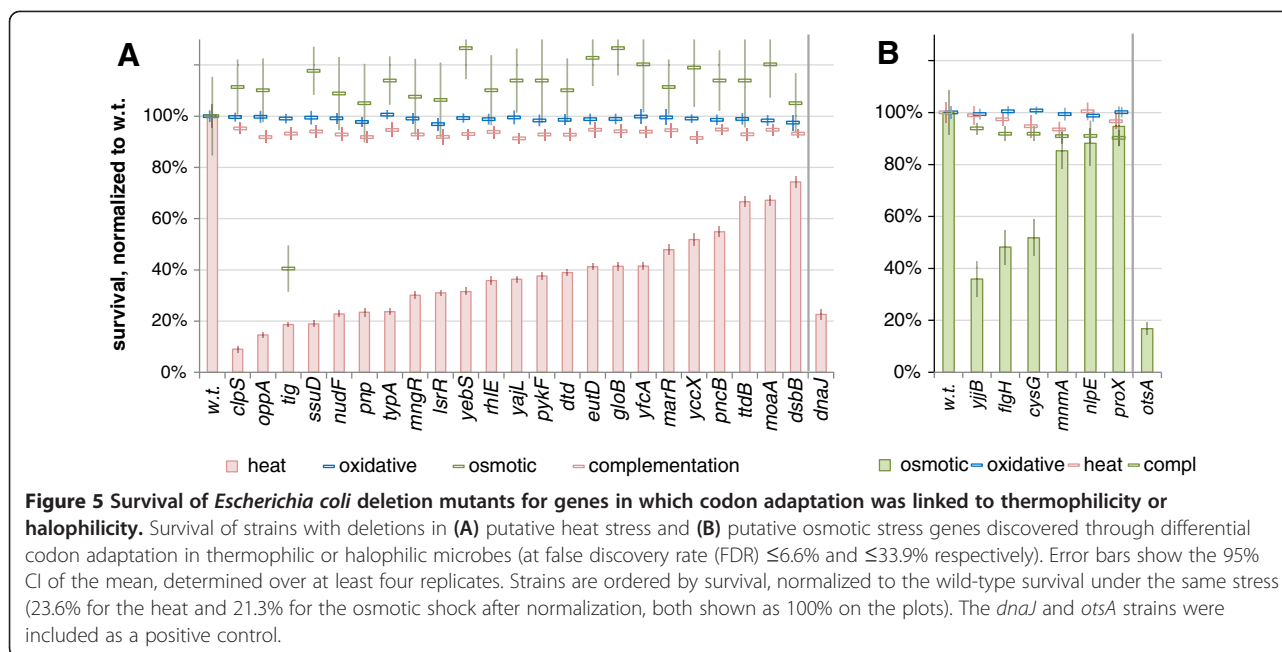 A
B
survival, normalized to w.t.
100%
80%
60%
40%
20%
0%
w.t.
clpS
oppA
tig
ssuD
nudF
pnp
typA
mngR
lsrR
yebS
rhlE
yajL
pykF
dtd
eutD
gloB
yfcA
marR
yccX
pncB
ttdB
moaA
dsbB
dnaJ
heat oxidative osmotic complementation
100%
80%
60%
40%
20%
0%
w.t.
yjjB
flgH
cysG
mnmA
nlpE
proX
otsA
osmotic oxidative heat compl
Figure 5 Survival of Escherichia coli deletion mutants for genes in which codon adaptation was linked to thermophilicity or
halophilicity. Survival of strains with deletions in (A) putative heat stress and (B) putative osmotic stress genes discovered through differential
codon adaptation in thermophilic or halophilic microbes (at false discovery rate (FDR) ≤6.6% and ≤33.9% respectively). Error bars show the 95%
CI of the mean, determined over at least four replicates. Strains are ordered by survival, normalized to the wild-type survival under the same stress
(23.6% for the heat and 21.3% for the osmotic shock after normalization, both shown as 100% on the plots). The dnaJ and otsA strains were
included as a positive control.